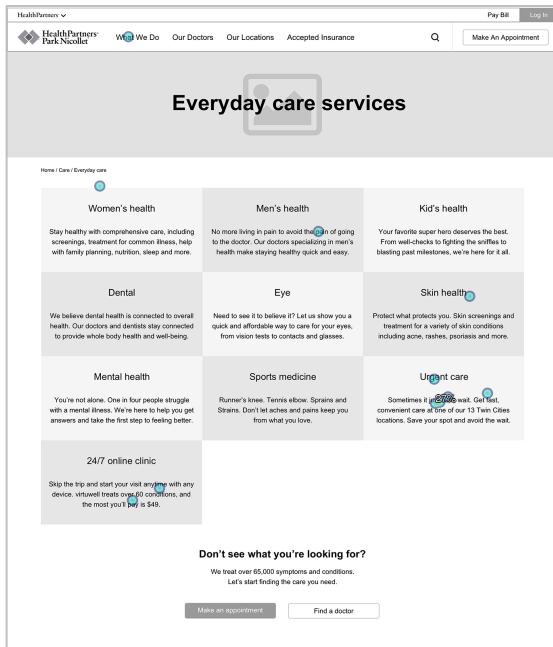 HealthPartners
Pay Bill
Log In
HealthPartners
Park Nicollet
What We Do
Our Doctors
Our Locations
Accepted Insurance
Make An Appointment
Everyday care services
Home / Care / Everyday care
Women's health
Stay healthy with comprehensive care, including
screenings, treatment for common illness, help
with family planning, nutrition, sleep and more.
Men's health
No more living in pain to avoid the pain of going
to the doctor. Our doctors specializing in men's
health make staying healthy quick and easy.
Kid's health
Your favorite super hero deserves the best.
From well-checks to fighting the sniffles to
blasting past milestones, we're here for it all.
Dental
We believe dental health is connected to overall
health. Our doctors and dentists stay connected
to provide whole body health and well-being.
Eye
Need to see it to believe it? Let us show you a
quick and affordable way to care for your eyes,
from vision tests to contacts and glasses.
Skin health
Protect what protects you. Skin screenings and
treatment for a variety of skin conditions
including acne, rashes, psoriasis and more.
Mental health
You're not alone. One in four people struggle
with a mental illness. We're here to help you get
answers and take the first step to feeling better.
Sports medicine
Runner's knee. Tennis elbow. Sprains and
Strains. Don't let aches and pains keep you
from what you love.
Urgent care
27%
Sometimes it wait. Get fast,
convenient care at one of our 13 Twin Cities
locations. Save your spot and avoid the wait.
24/7 online clinic
Skip the trip and start your visit anytime with any
device. virtuwell treats over 60 conditions, and
the most you'll pay is $49.
Don't see what you're looking for?
We treat over 65,000 symptoms and conditions.
Let's start finding the care you need.
Make an appointment
Find a doctor